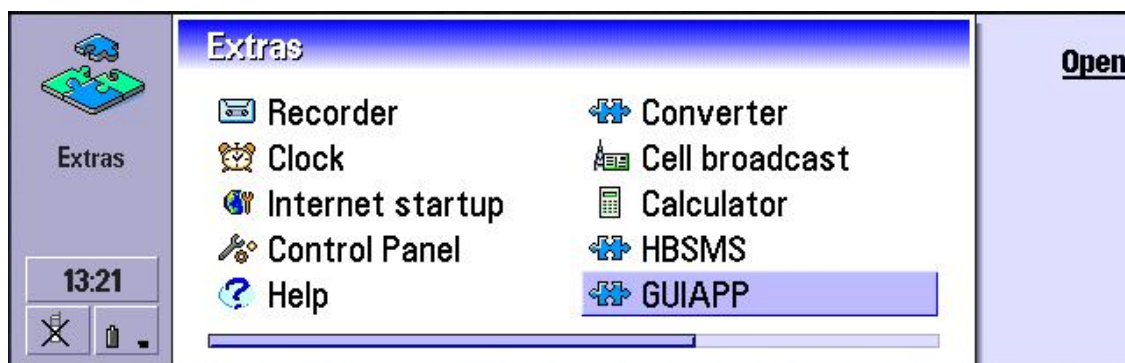 Extras
Extras
Open
Recorder
Clock
Internet startup
Control Panel
Help
Converter
Cell broadcast
Calculator
HBSMS
GUIAPP
13:21